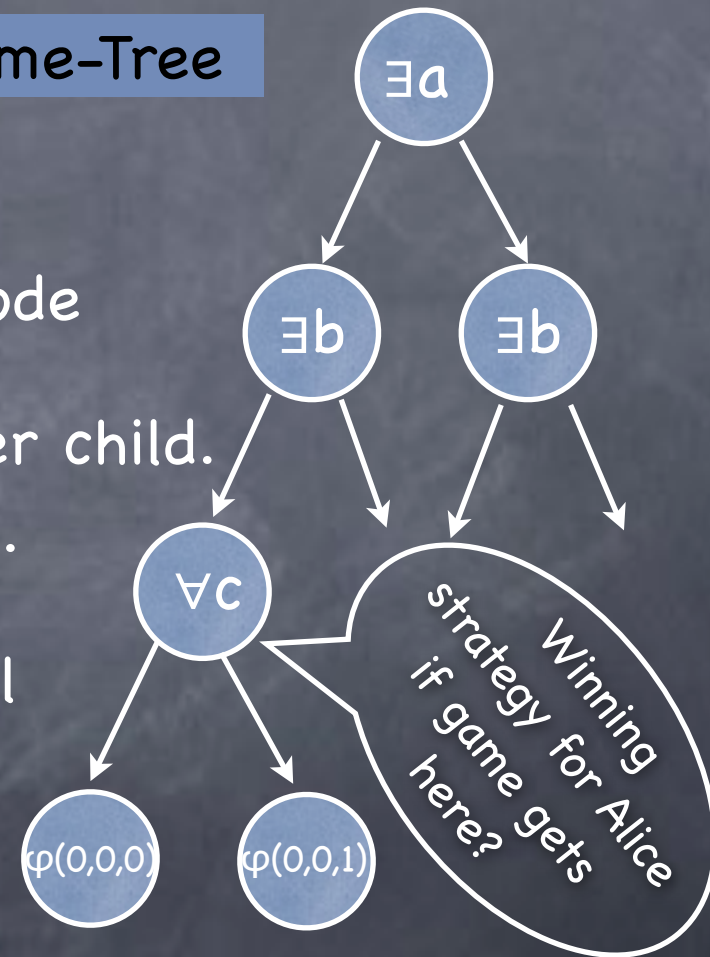 me-Tree
∃a
ode
∃b
∃b
er child.
.
∀c
l
Winning
strategy for Alice
if game gets
here?
φ(0,0,0)
φ(0,0,1)